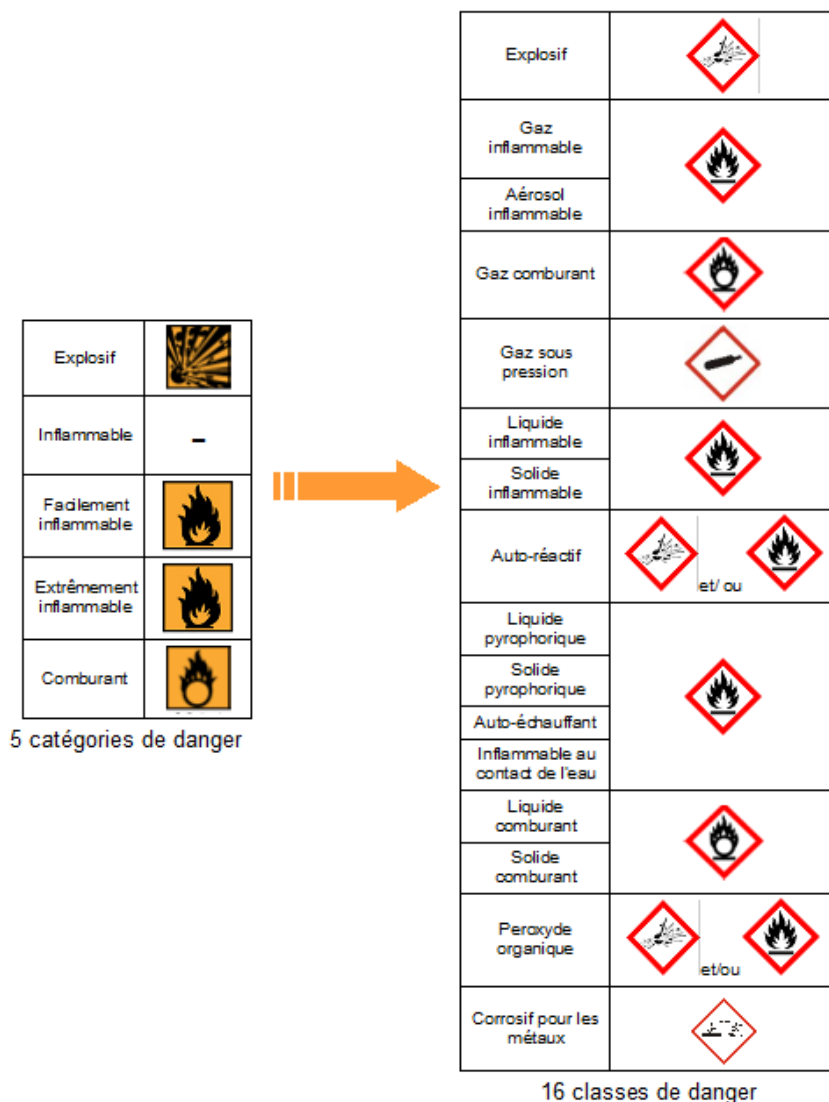 Explosif
Inflammable
–
Facilement
inflammable
Extrêmement
inflammable
Comburant
5 catégories de danger
Explosif
Gaz
inflammable
Aérosol
inflammable
Gaz comburant
Gaz sous
pression
Liquide
inflammable
Solide
inflammable
Auto-réactif
et/ ou
Liquide
pyrophorique
Solide
pyrophorique
Auto-échauffant
Inflammable au
contact de l'eau
Liquide
comburant
Solide
comburant
Peroxyde
organique
et/ou
Corrosif pour les
métaux
16 classes de danger